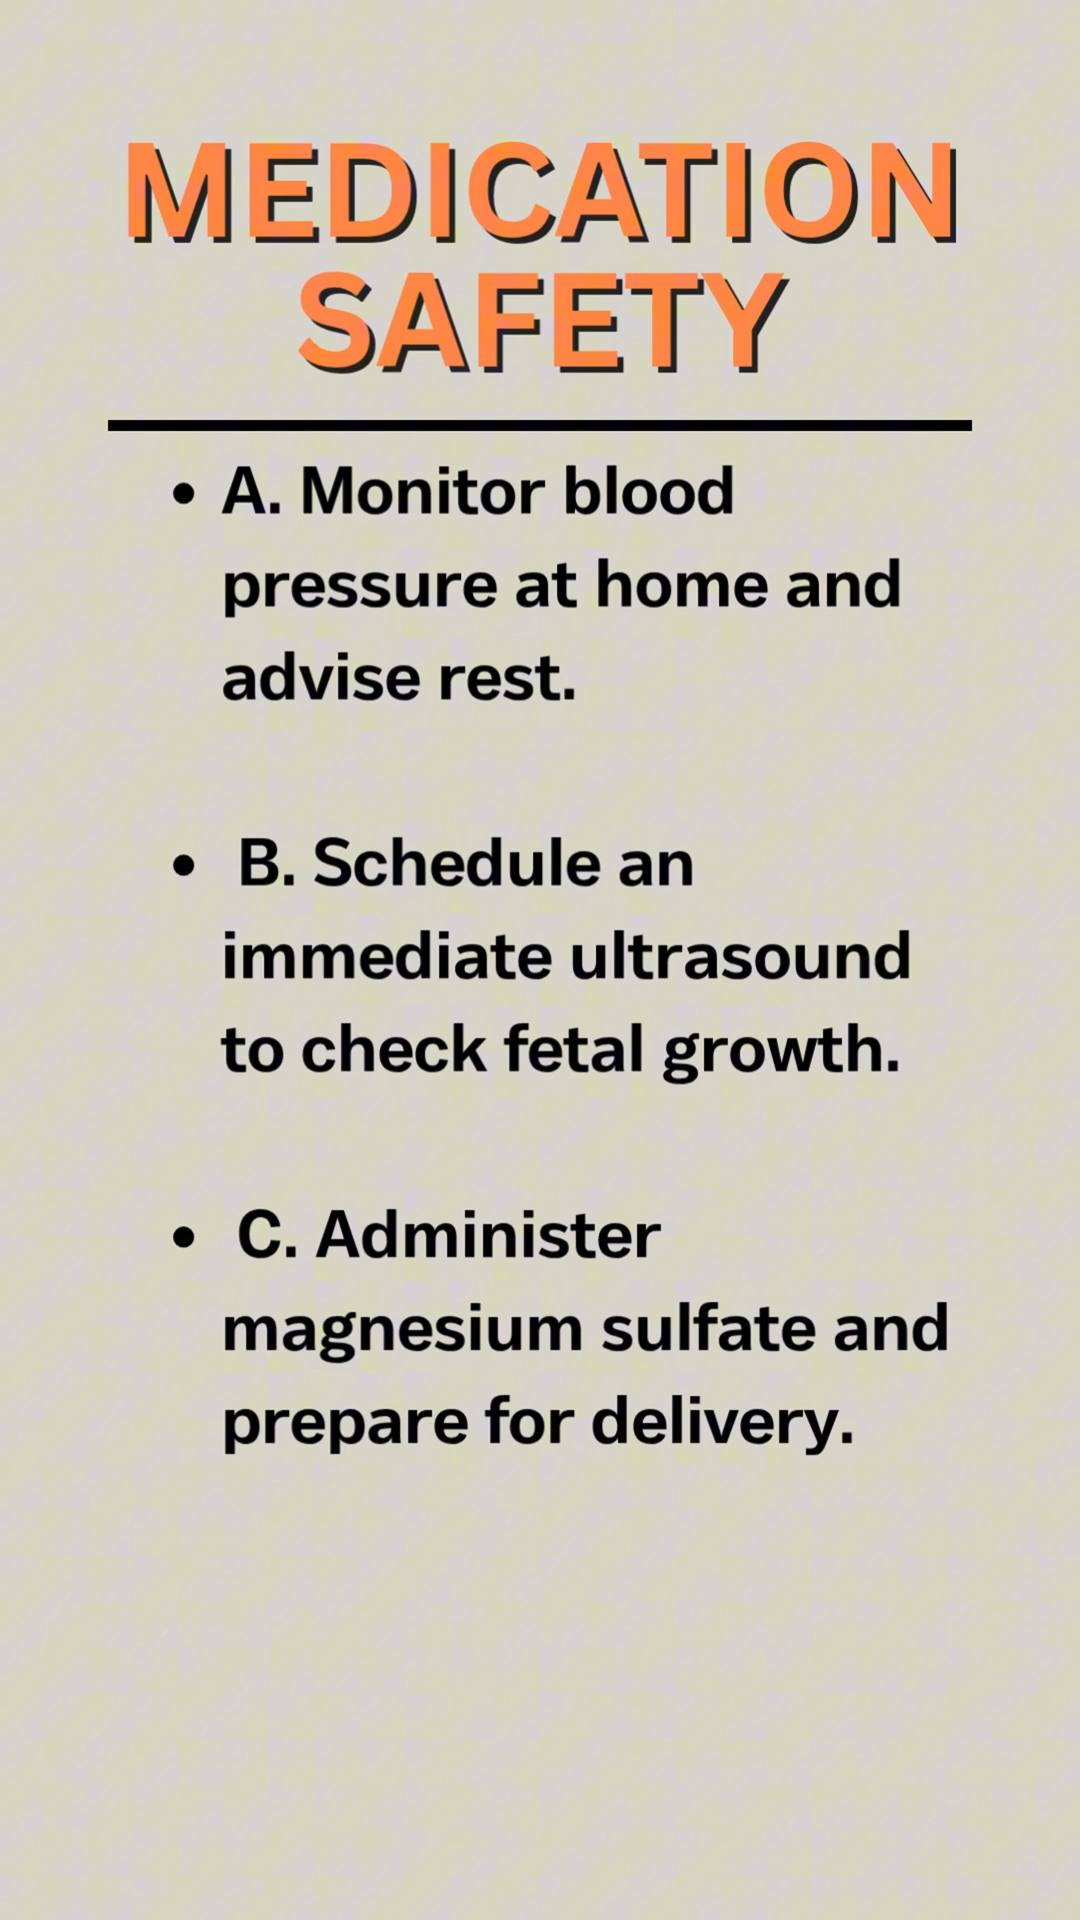 MEDICATION
SAFETY
• A. Monitor blood
pressure at home and
advise rest.
• B. Schedule an
immediate ultrasound
to check fetal growth.
• C. Administer
magnesium sulfate and
prepare for delivery.